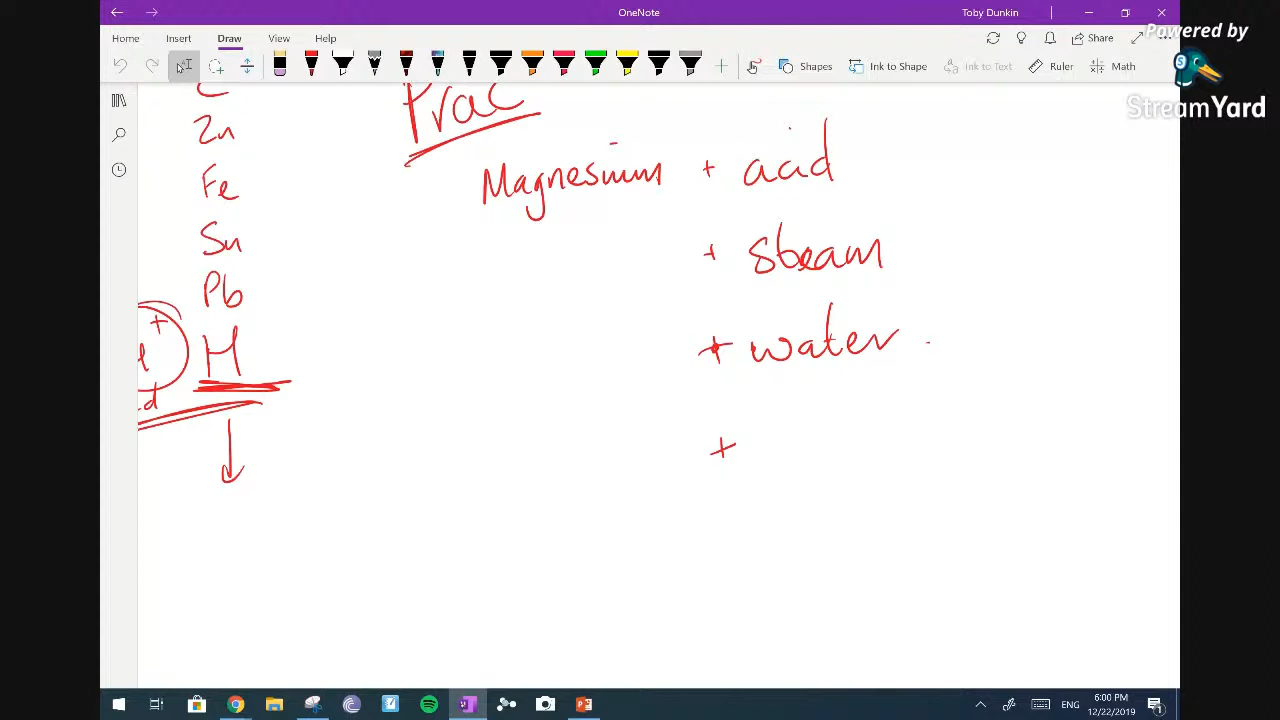 OneNote
Toby Dunkin
Powered by
StreamYard
Home Insert Draw View Help
Share
Shapes Ink to Shape Ink to Text Ruler Math
Prac
Zn
Fe
Sn
Pb
H
Magnesium + acid
+ steam
+ water.
+
6:00 PM
ENG
12/22/2019